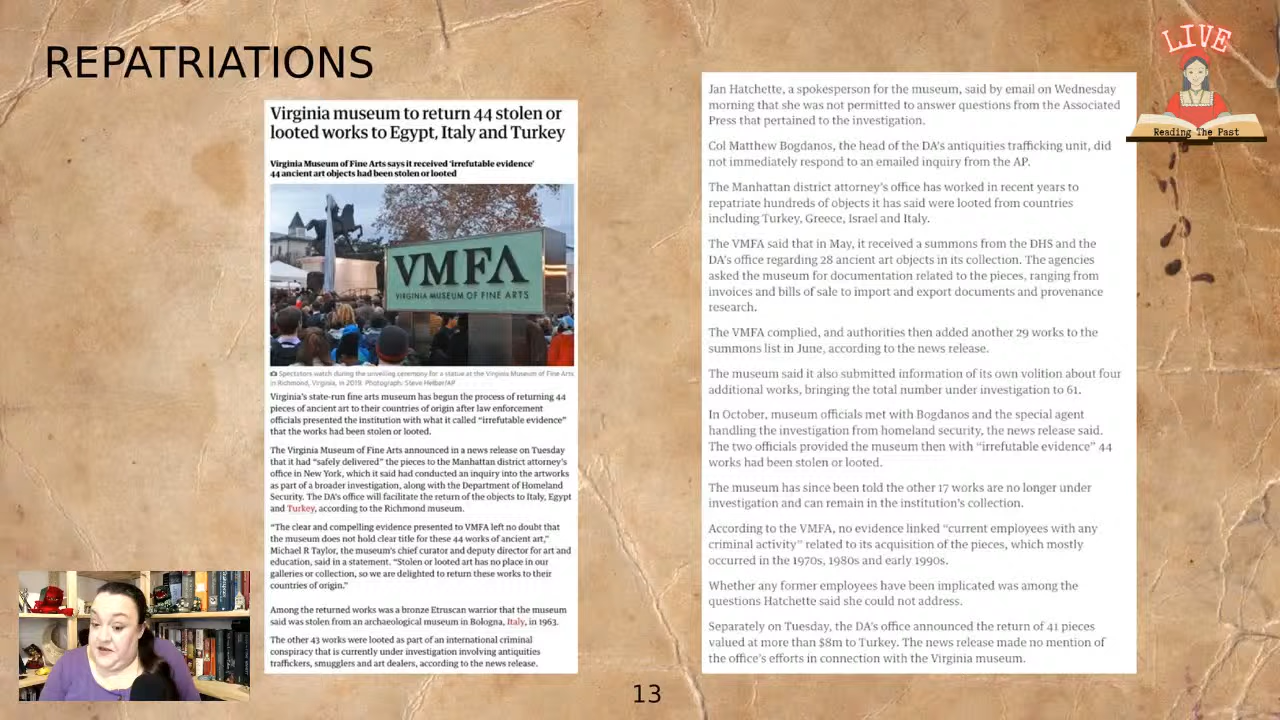 REPATRIATIONS
LIVE
Reading The Past
Virginia museum to return 44 stolen or
looted works to Egypt, Italy and Turkey
Virginia Museum of Fine Arts says it received ‘irrefutable evidence’
44 ancient art objects had been stolen or looted
VMFA
VIRGINIA MUSEUM OF FINE ARTS
Spectators watch during the unveiling ceremony for a statue at the Virginia Museum of Fine Arts
in Richmond, Virginia, in 2019. Photograph: Steve Helber/AP
Virginia’s state-run fine arts museum has begun the process of returning 44
pieces of ancient art to their countries of origin after law enforcement
officials presented the institution with what it called “irrefutable evidence”
that the works had been stolen or looted.
The Virginia Museum of Fine Arts announced in a news release on Tuesday
that it had “safely delivered” the pieces to the Manhattan district attorney’s
office in New York, which it said had conducted an inquiry into the artworks
as part of a broader investigation, along with the Department of Homeland
Security. The DA’s office will facilitate the return of the objects to Italy, Egypt
and Turkey, according to the Richmond museum.
“The clear and compelling evidence presented to VMFA left no doubt that
the museum does not hold clear title for these 44 works of ancient art,”
Michael R Taylor, the museum’s chief curator and deputy director for art and
education, said in a statement. “Stolen or looted art has no place in our
galleries or collection, so we are delighted to return these works to their
countries of origin.”
Among the returned works was a bronze Etruscan warrior that the museum
said was stolen from an archaeological museum in Bologna, Italy, in 1963.
The other 43 works were looted as part of an international criminal
conspiracy that is currently under investigation involving antiquities
traffickers, smugglers and art dealers, according to the news release.
Jan Hatchette, a spokesperson for the museum, said by email on Wednesday
morning that she was not permitted to answer questions from the Associated
Press that pertained to the investigation.
Col Matthew Bogdanos, the head of the DA’s antiquities trafficking unit, did
not immediately respond to an emailed inquiry from the AP.
The Manhattan district attorney’s office has worked in recent years to
repatriate hundreds of objects it has said were looted from countries
including Turkey, Greece, Israel and Italy.
The VMFA said that in May, it received a summons from the DHS and the
DA’s office regarding 28 ancient art objects in its collection. The agencies
asked the museum for documentation related to the pieces, ranging from
invoices and bills of sale to import and export documents and provenance
research.
The VMFA complied, and authorities then added another 29 works to the
summons list in June, according to the news release.
The museum said it also submitted information of its own volition about four
additional works, bringing the total number under investigation to 61.
In October, museum officials met with Bogdanos and the special agent
handling the investigation from homeland security, the news release said.
The two officials provided the museum then with “irrefutable evidence” 44
works had been stolen or looted.
The museum has since been told the other 17 works are no longer under
investigation and can remain in the institution’s collection.
According to the VMFA, no evidence linked “current employees with any
criminal activity” related to its acquisition of the pieces, which mostly
occurred in the 1970s, 1980s and early 1990s.
Whether any former employees have been implicated was among the
questions Hatchette said she could not address.
Separately on Tuesday, the DA’s office announced the return of 41 pieces
valued at more than $8m to Turkey. The news release made no mention of
the office’s efforts in connection with the Virginia museum.
13